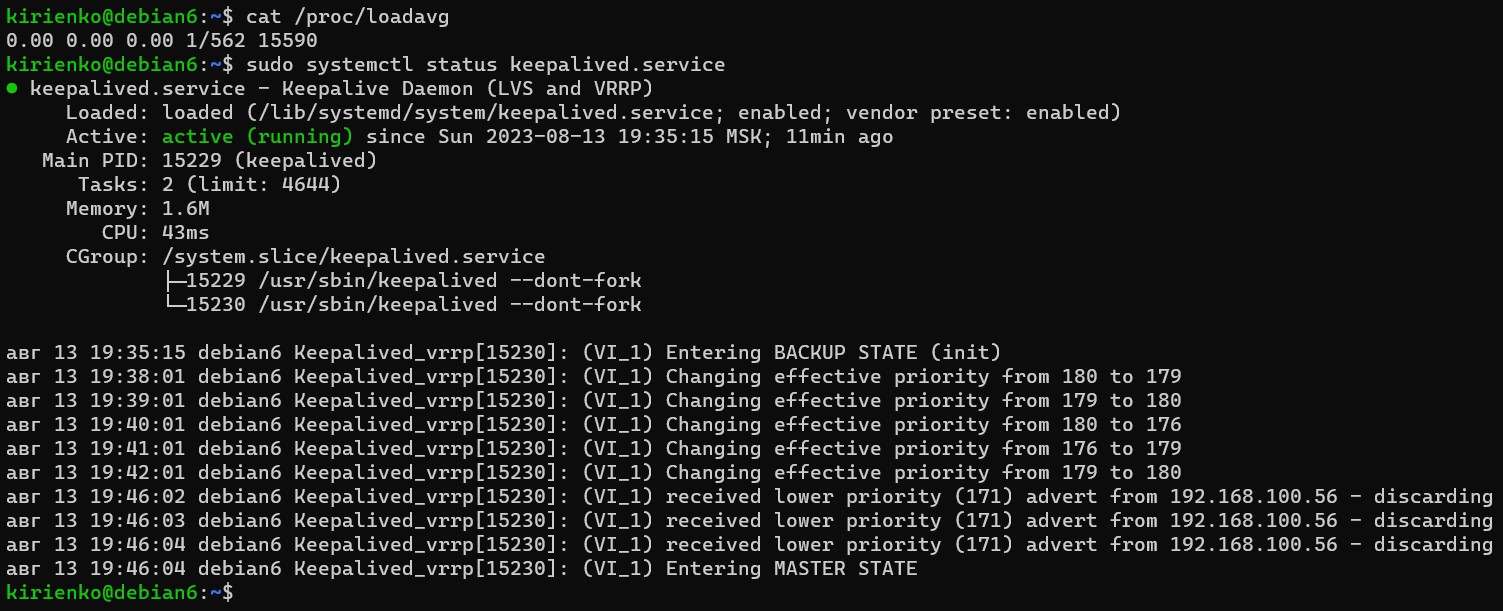 kirienko@debian6:~$ cat /proc/loadavg
0.00 0.00 0.00 1/562 15590
kirienko@debian6:~$ sudo systemctl status keepalived.service
● keepalived.service - Keepalive Daemon (LVS and VRRP)
     Loaded: loaded (/lib/systemd/system/keepalived.service; enabled; vendor preset: enabled)
     Active: active (running) since Sun 2023-08-13 19:35:15 MSK; 11min ago
   Main PID: 15229 (keepalived)
      Tasks: 2 (limit: 4644)
     Memory: 1.6M
        CPU: 43ms
     CGroup: /system.slice/keepalived.service
             ├─15229 /usr/sbin/keepalived --dont-fork
             └─15230 /usr/sbin/keepalived --dont-fork

авг 13 19:35:15 debian6 Keepalived_vrrp[15230]: (VI_1) Entering BACKUP STATE (init)
авг 13 19:38:01 debian6 Keepalived_vrrp[15230]: (VI_1) Changing effective priority from 180 to 179
авг 13 19:39:01 debian6 Keepalived_vrrp[15230]: (VI_1) Changing effective priority from 179 to 180
авг 13 19:40:01 debian6 Keepalived_vrrp[15230]: (VI_1) Changing effective priority from 180 to 176
авг 13 19:41:01 debian6 Keepalived_vrrp[15230]: (VI_1) Changing effective priority from 176 to 179
авг 13 19:42:01 debian6 Keepalived_vrrp[15230]: (VI_1) Changing effective priority from 179 to 180
авг 13 19:46:02 debian6 Keepalived_vrrp[15230]: (VI_1) received lower priority (171) advert from 192.168.100.56 - discarding
авг 13 19:46:03 debian6 Keepalived_vrrp[15230]: (VI_1) received lower priority (171) advert from 192.168.100.56 - discarding
авг 13 19:46:04 debian6 Keepalived_vrrp[15230]: (VI_1) received lower priority (171) advert from 192.168.100.56 - discarding
авг 13 19:46:04 debian6 Keepalived_vrrp[15230]: (VI_1) Entering MASTER STATE
kirienko@debian6:~$